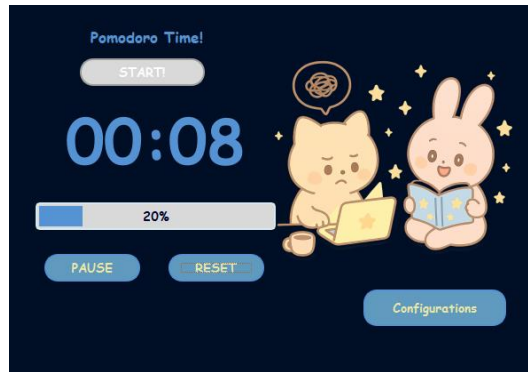 Pomodoro Time!
START!
00:08
20%
PAUSE
RESET
Configurations